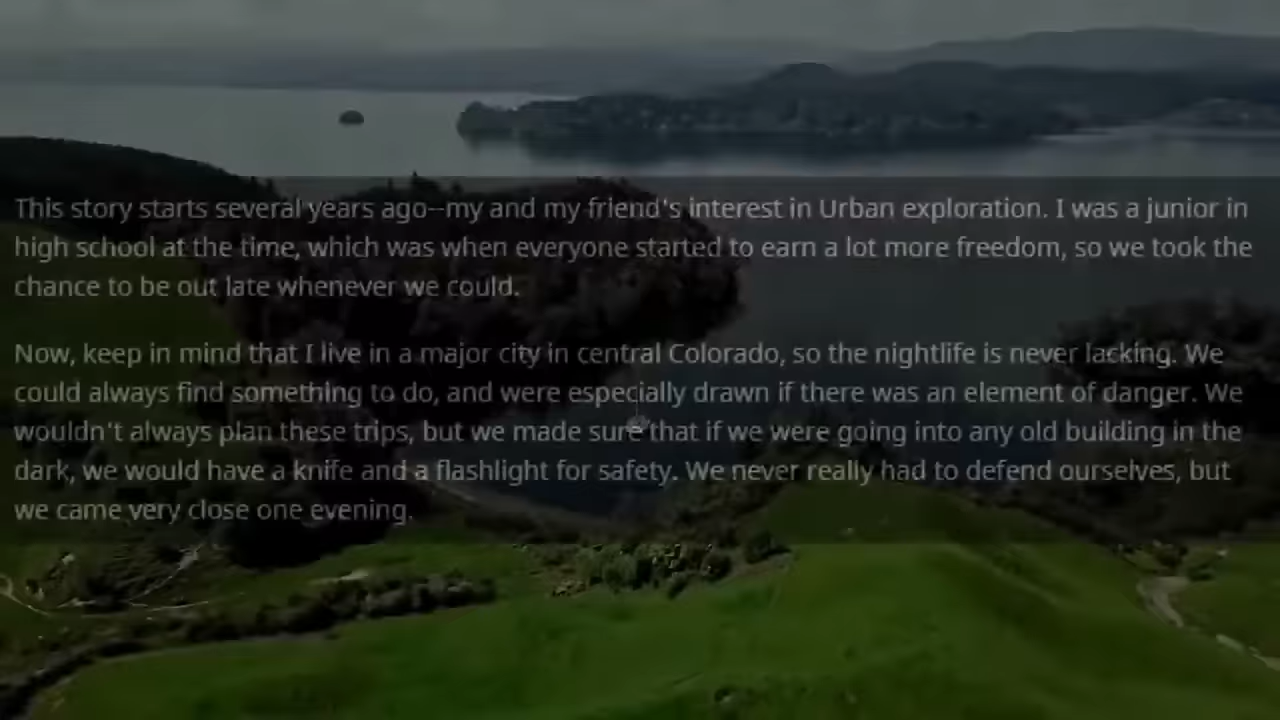 This story starts several years ago--my and my friend's interest in Urban exploration. I was a junior in
high school at the time, which was when everyone started to earn a lot more freedom, so we took the
chance to be out late whenever we could.
Now, keep in mind that I live in a major city in central Colorado, so the nightlife is never lacking. We
could always find something to do, and were especially drawn if there was an element of danger. We
wouldn't always plan these trips, but we made sure that if we were going into any old building in the
dark, we would have a knife and a flashlight for safety. We never really had to defend ourselves, but
we came very close one evening.